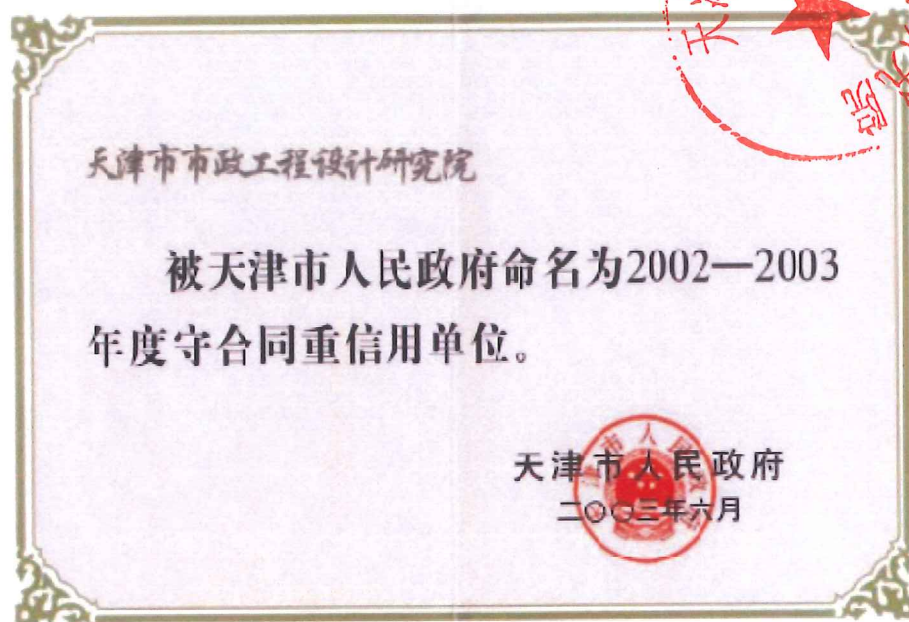 天津市市政工程设计研究院
被天津市人民政府命名为2002—2003
年度守合同重信用单位。
天津市人民政府
二〇〇三年六月